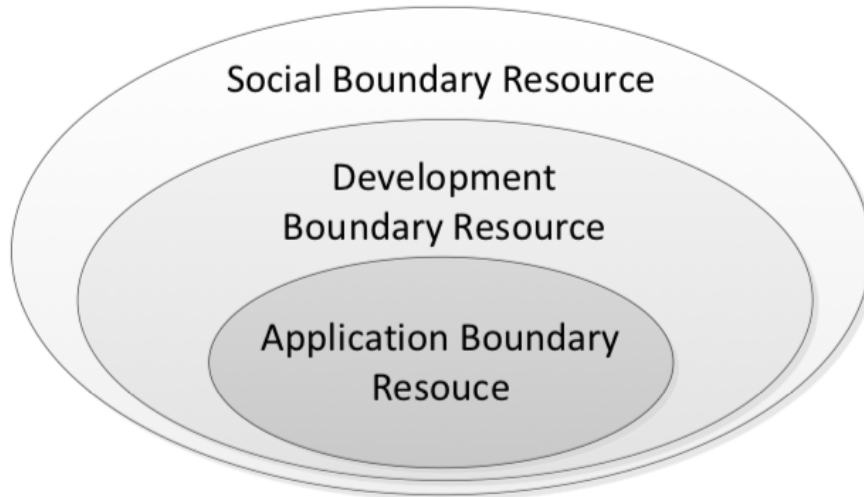 Social Boundary Resource
Development
Boundary Resource
Application Boundary
Resouce